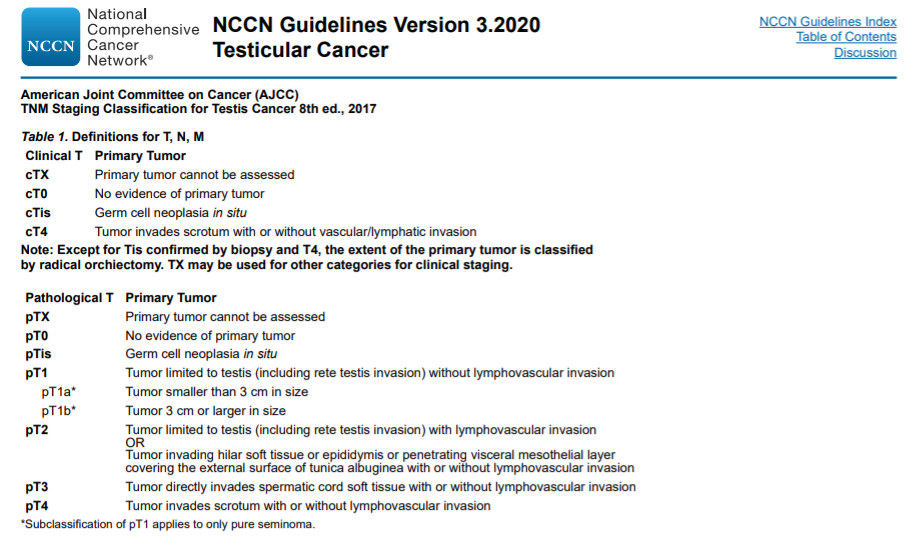 National
Comprehensive
NCCN Cancer
Network®
NCCN Guidelines Version 3.2020
Testicular Cancer
NCCN Guidelines Index
Table of Contents
Discussion
American Joint Committee on Cancer (AJCC)
TNM Staging Classification for Testis Cancer 8th ed., 2017
Table 1. Definitions for T, N, M
Clinical T Primary Tumor
cTX Primary tumor cannot be assessed
cT0 No evidence of primary tumor
cTis Germ cell neoplasia in situ
cT4 Tumor invades scrotum with or without vascular/lymphatic invasion
Note: Except for Tis confirmed by biopsy and T4, the extent of the primary tumor is classified
by radical orchiectomy. TX may be used for other categories for clinical staging.
Pathological T Primary Tumor
pTX Primary tumor cannot be assessed
pT0 No evidence of primary tumor
pTis Germ cell neoplasia in situ
pT1 Tumor limited to testis (including rete testis invasion) without lymphovascular invasion
pT1a* Tumor smaller than 3 cm in size
pT1b* Tumor 3 cm or larger in size
pT2 Tumor limited to testis (including rete testis invasion) with lymphovascular invasion
OR
Tumor invading hilar soft tissue or epididymis or penetrating visceral mesothelial layer
covering the external surface of tunica albuginea with or without lymphovascular invasion
pT3 Tumor directly invades spermatic cord soft tissue with or without lymphovascular invasion
pT4 Tumor invades scrotum with or without lymphovascular invasion
*Subclassification of pT1 applies to only pure seminoma.